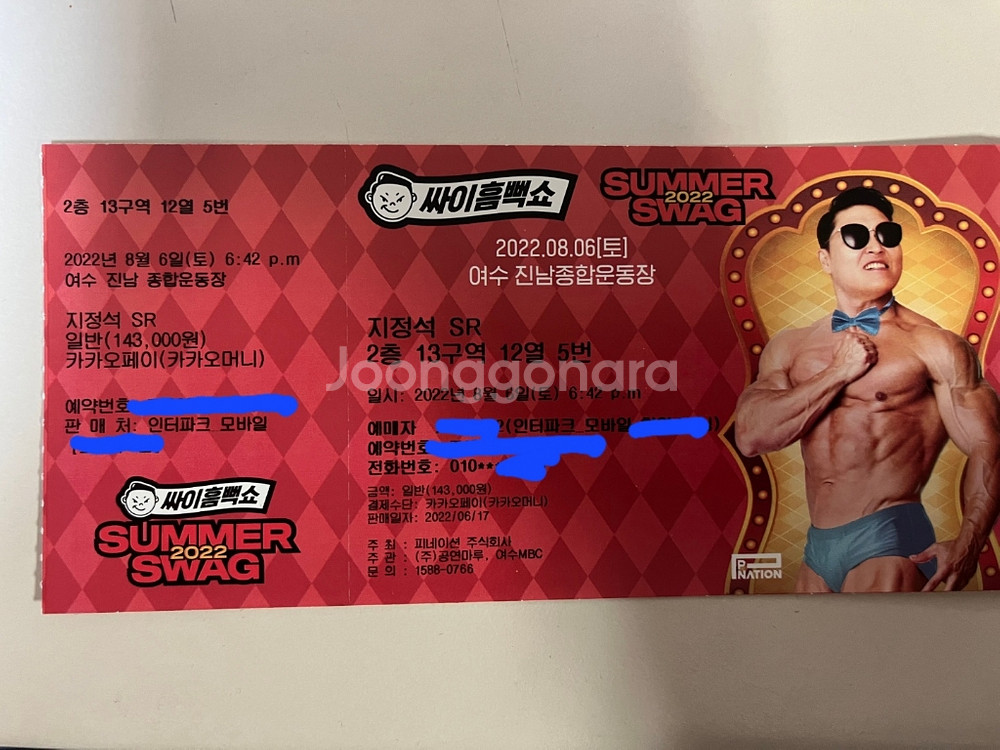 2층 13구역 12열 5번
2022년 8월 6일(토) 6:42 p.m
여수 진남 종합운동장
지정석 SR
일반(143,000원)
카카오페이(카카오머니)
예약번호
판 매 처: 인터파크 모바일
싸이흠뻑쇼
SUMMER
2022
SWAG
싸이흠뻑쇼
SUMMER
2022
SWAG
2022.08.06[토]
여수 진남종합운동장
지정석 SR
2층 13구역 12열 5번
Joonggonara
일시: 2022년 8월 6일(토) 6:42 p.m
예매자 (인터파크 모바일
예약번호
전화번호: 010**
금액: 일반(143,000원)
결제수단: 카카오페이(카카오머니)
판매일자: 2022/06/17
주 최 : 피네이션 주식회사
주 관 : (주)공연마루, 여수MBC
문 의 : 1588-0766
P NATION